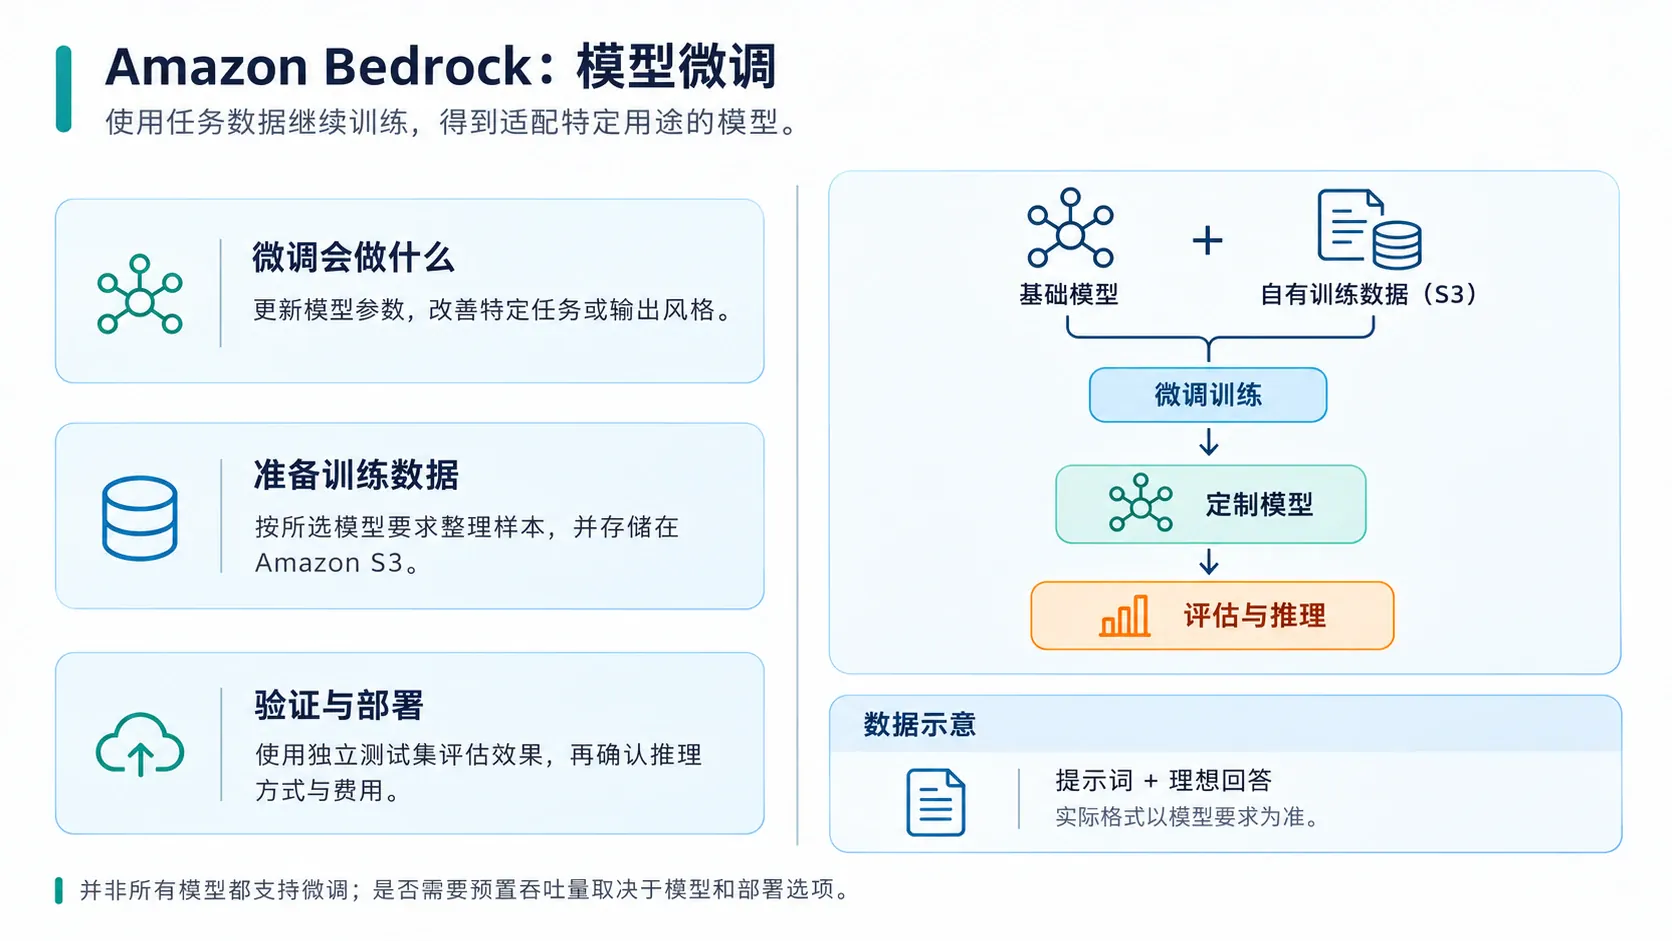 Amazon Bedrock：模型微调
使用任务数据继续训练，得到适配特定用途的模型。
微调会做什么
更新模型参数，改善特定任务或输出风格。
准备训练数据
按所选模型要求整理样本，并存储在
Amazon S3。
验证与部署
使用独立测试集评估效果，再确认推理
方式与费用。
基础模型
+
自有训练数据（S3）
微调训练
定制模型
评估与推理
数据示意
提示词 + 理想回答
实际格式以模型要求为准。
并非所有模型都支持微调；是否需要预置吞吐量取决于模型和部署选项。